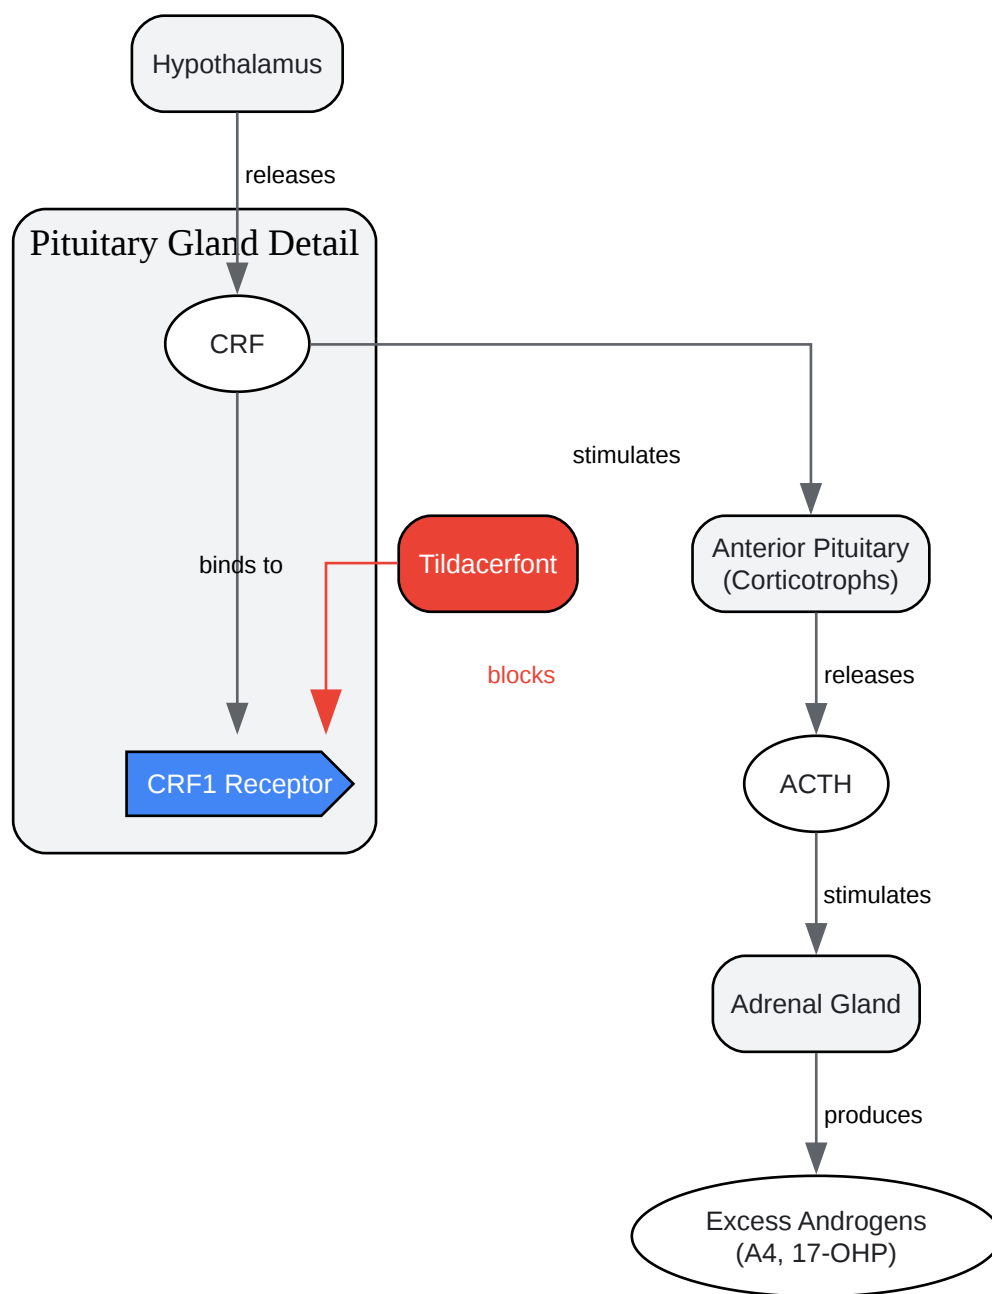 Hypothalamus
releases
Pituitary Gland Detail
CRF
stimulates
binds to
Tildacerfont
Anterior Pituitary
(Corticotrophs)
blocks
releases
CRF1 Receptor
ACTH
stimulates
Adrenal Gland
produces
Excess Androgens
(A4, 17-OHP)